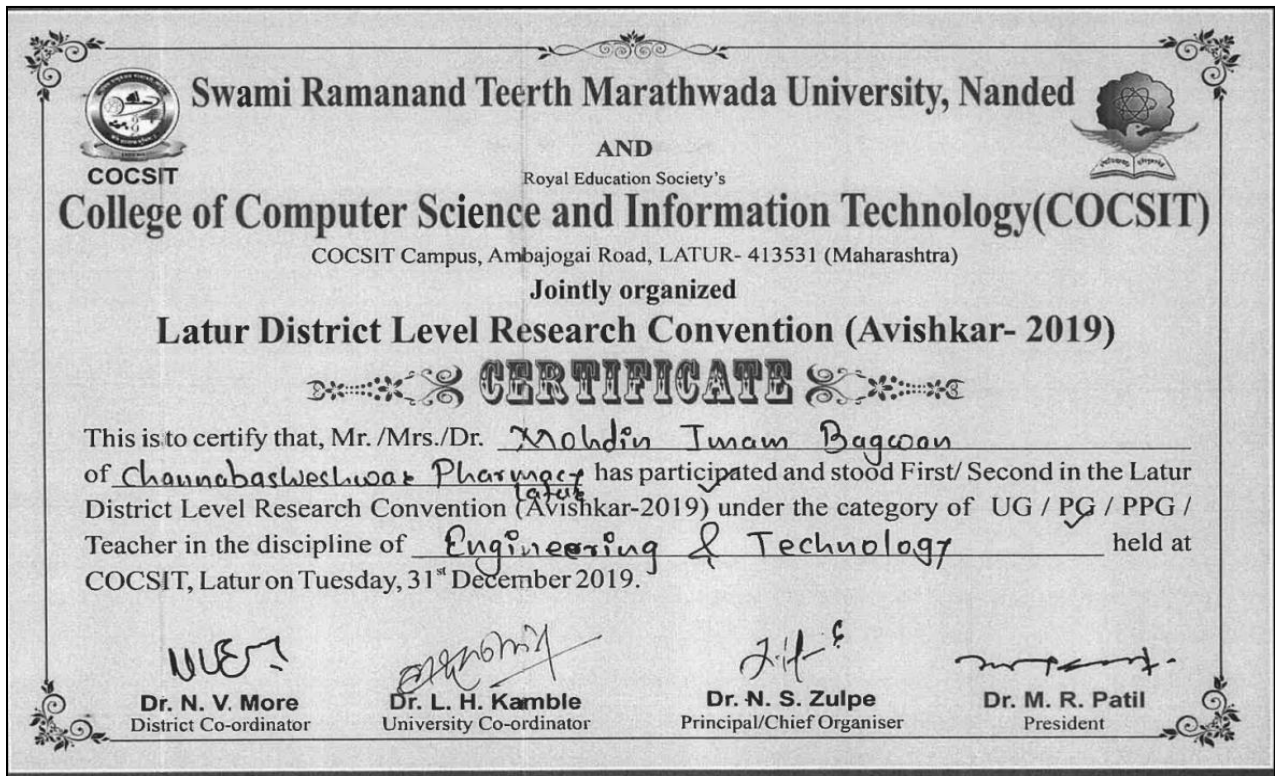 Swami Ramanand Teerth Marathwada University, Nanded
AND
COCSIT
Royal Education Society's
College of Computer Science and Information Technology(COCSIT)
COCSIT Campus, Ambajogai Road, LATUR- 413531 (Maharashtra)
Jointly organized
Latur District Level Research Convention (Avishkar- 2019)
CERTIFICATE
This is to certify that, Mr. /Mrs./Dr. Mohdin Imam Bagwan
of Channabasweshwar Pharmacy has participated and stood First/ Second in the Latur
Latur
District Level Research Convention (Avishkar-2019) under the category of UG / PG / PPG /
Teacher in the discipline of Engineering & Technology held at
COCSIT, Latur on Tuesday, 31st December 2019.
Dr. N. V. More
District Co-ordinator
Dr. L. H. Kamble
University Co-ordinator
Dr. N. S. Zulpe
Principal/Chief Organiser
Dr. M. R. Patil
President